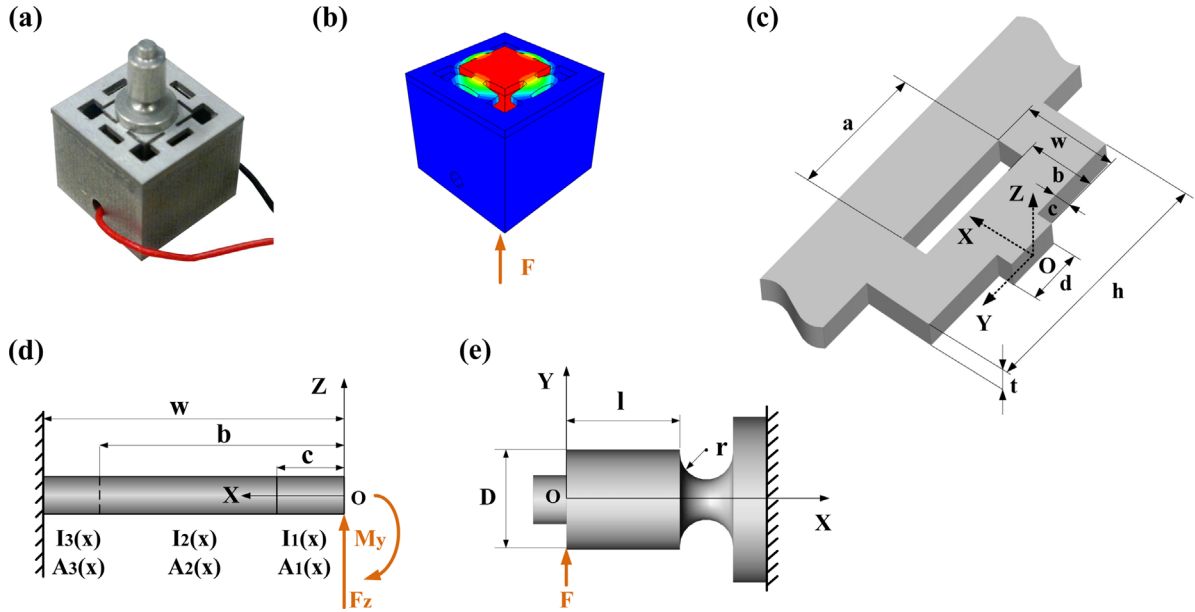 (a)
(b)
F
(c)
a
w
b
c
Z
X
O
d
Y
h
t
(d)
Z
w
b
c
X
O
I3(x)
I2(x)
I1(x)
My
A3(x)
A2(x)
A1(x)
Fz
(e)
Y
l
r
D
O
X
F